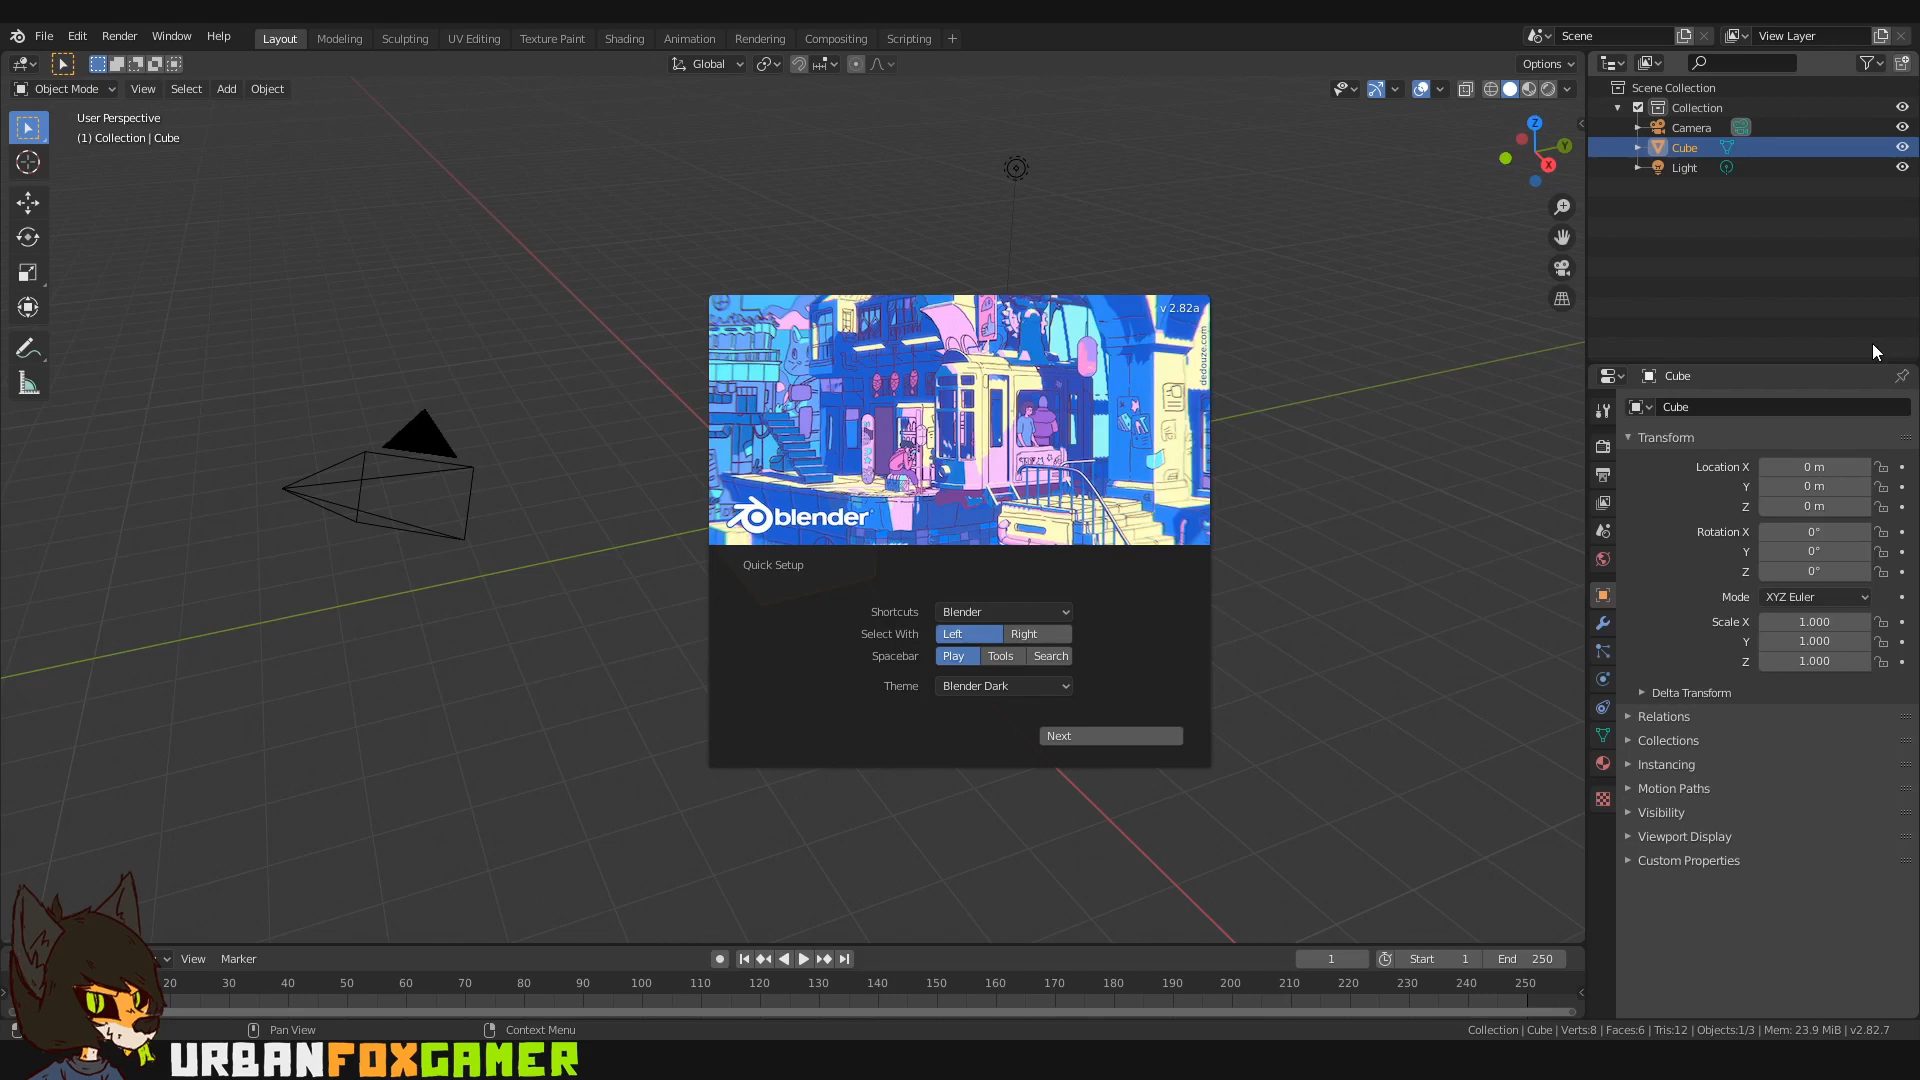 File Edit Render Window Help Layout Modeling Sculpting UV Editing Texture Paint Shading Animation Rendering Compositing Scripting + Scene View Layer
Global Options
Object Mode View Select Add Object
User Perspective
(1) Collection | Cube
Z
Y
X
Scene Collection
Collection
Camera
Cube
Light
v 2.82a
dedouze.com
blender
Quick Setup
Shortcuts Blender
Select With Left Right
Spacebar Play Tools Search
Theme Blender Dark
Next
Cube
Cube
Transform
Location X 0 m
Y 0 m
Z 0 m
Rotation X 0°
Y 0°
Z 0°
Mode XYZ Euler
Scale X 1.000
Y 1.000
Z 1.000
Delta Transform
Relations
Collections
Instancing
Motion Paths
Visibility
Viewport Display
Custom Properties
View Marker 1 Start 1 End 250
20 30 40 50 60 70 80 90 100 110 120 130 140 150 160 170 180 190 200 210 220 230 240 250
Pan View Context Menu Collection | Cube | Verts:8 | Faces:6 | Tris:12 | Objects:1/3 | Mem: 23.9 MiB | v2.82.7
URBANFOXGAMER